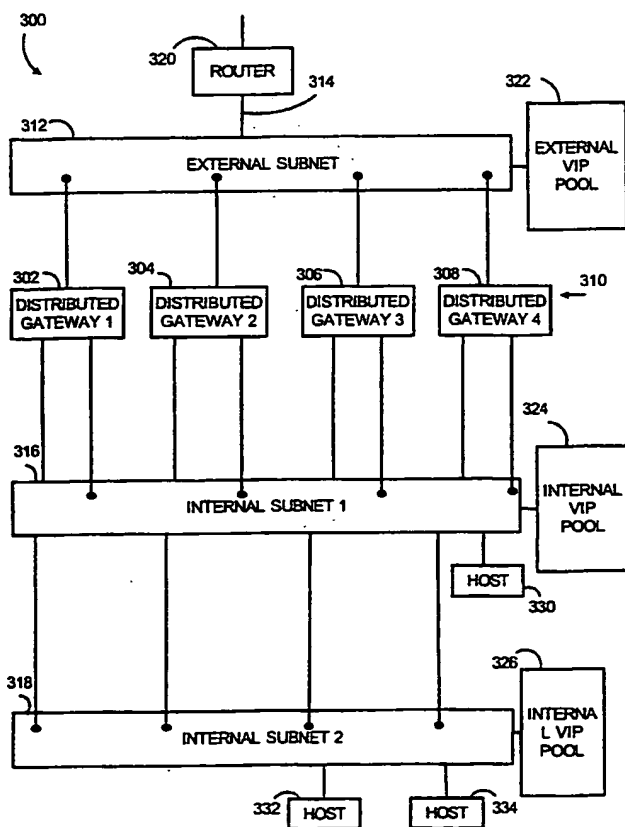 300
320
ROUTER
314
322
312
EXTERNAL SUBNET
EXTERNAL
VIP
POOL
302
304
306
308
310
DISTRIBUTED
GATEWAY 1
DISTRIBUTED
GATEWAY 2
DISTRIBUTED
GATEWAY 3
DISTRIBUTED
GATEWAY 4
324
316
INTERNAL SUBNET 1
INTERNAL
VIP
POOL
HOST
330
326
318
INTERNAL SUBNET 2
INTERNA
L VIP
POOL
332
HOST
HOST
334